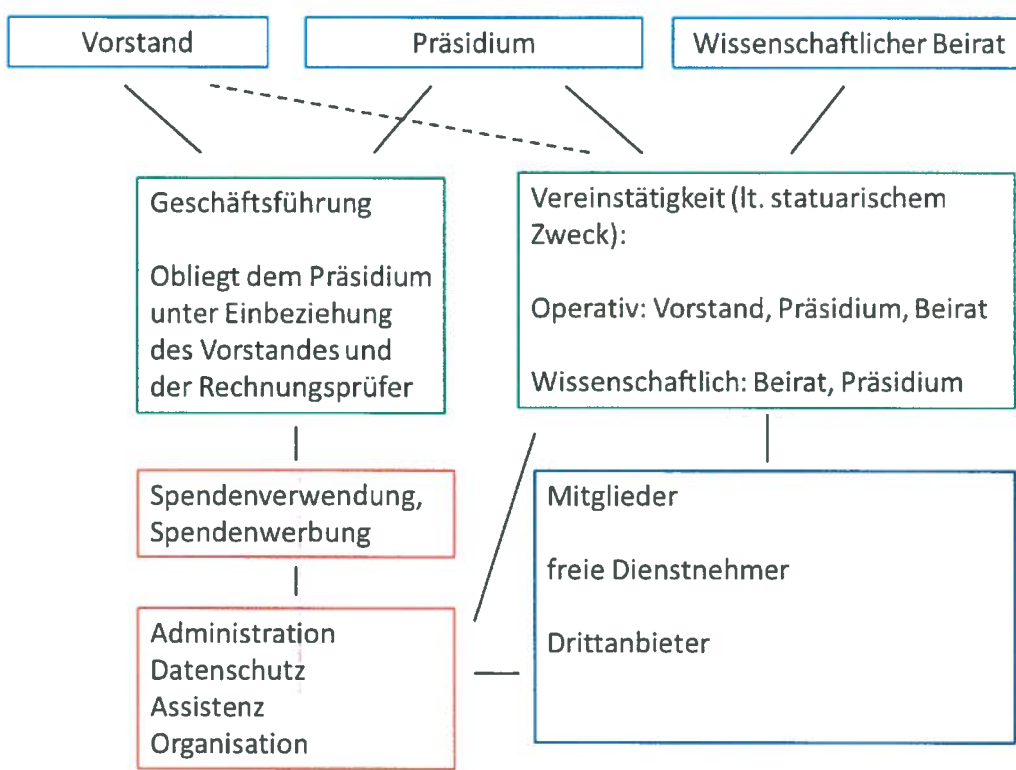 Vorstand
Präsidium
Wissenschaftlicher Beirat
Geschäftsführung
Obliegt dem Präsidium
unter Einbeziehung
des Vorstandes und
der Rechnungsprüfer
Vereinstätigkeit (lt. statuarischem
Zweck):
Operativ: Vorstand, Präsidium, Beirat
Wissenschaftlich: Beirat, Präsidium
Spendenverwendung,
Spendenwerbung
Mitglieder
freie Dienstnehmer
Drittanbieter
Administration
Datenschutz
Assistenz
Organisation